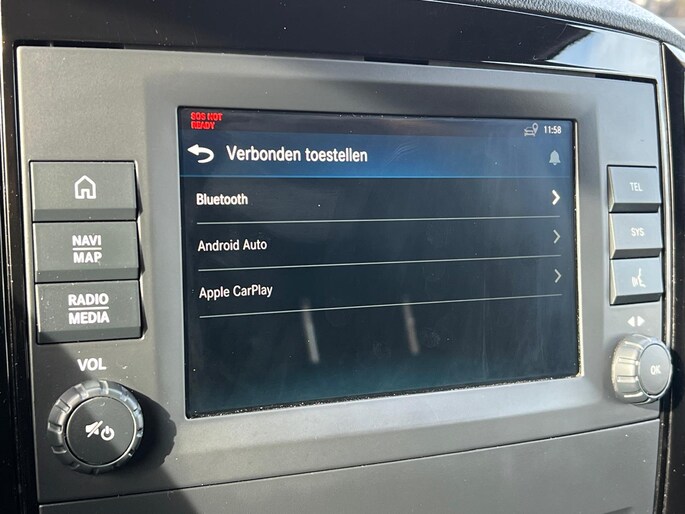 SOS NOT
READY
11:58
Verbonden toestellen
Bluetooth
Android Auto
Apple CarPlay
NAVI
MAP
RADIO
MEDIA
VOL
TEL
SYS
OK